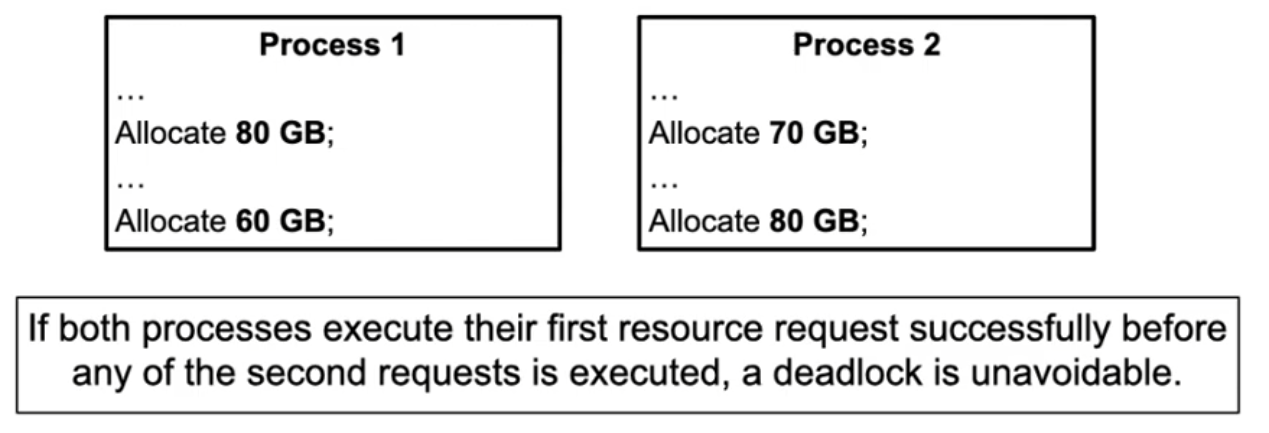 Process 1
...
Allocate 80 GB;
...
Allocate 60 GB;
Process 2
...
Allocate 70 GB;
...
Allocate 80 GB;
If both processes execute their first resource request successfully before
any of the second requests is executed, a deadlock is unavoidable.